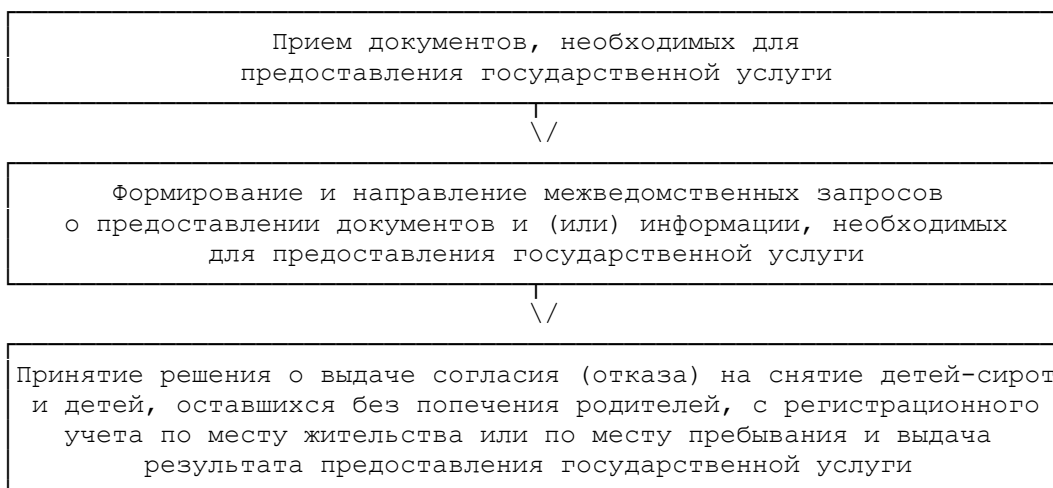 Прием документов, необходимых для
предоставления государственной услуги
\/
Формирование и направление межведомственных запросов
о предоставлении документов и (или) информации, необходимых
для предоставления государственной услуги
\/
Принятие решения о выдаче согласия (отказа) на снятие детей-сирот
и детей, оставшихся без попечения родителей, с регистрационного
учета по месту жительства или по месту пребывания и выдача
результата предоставления государственной услуги